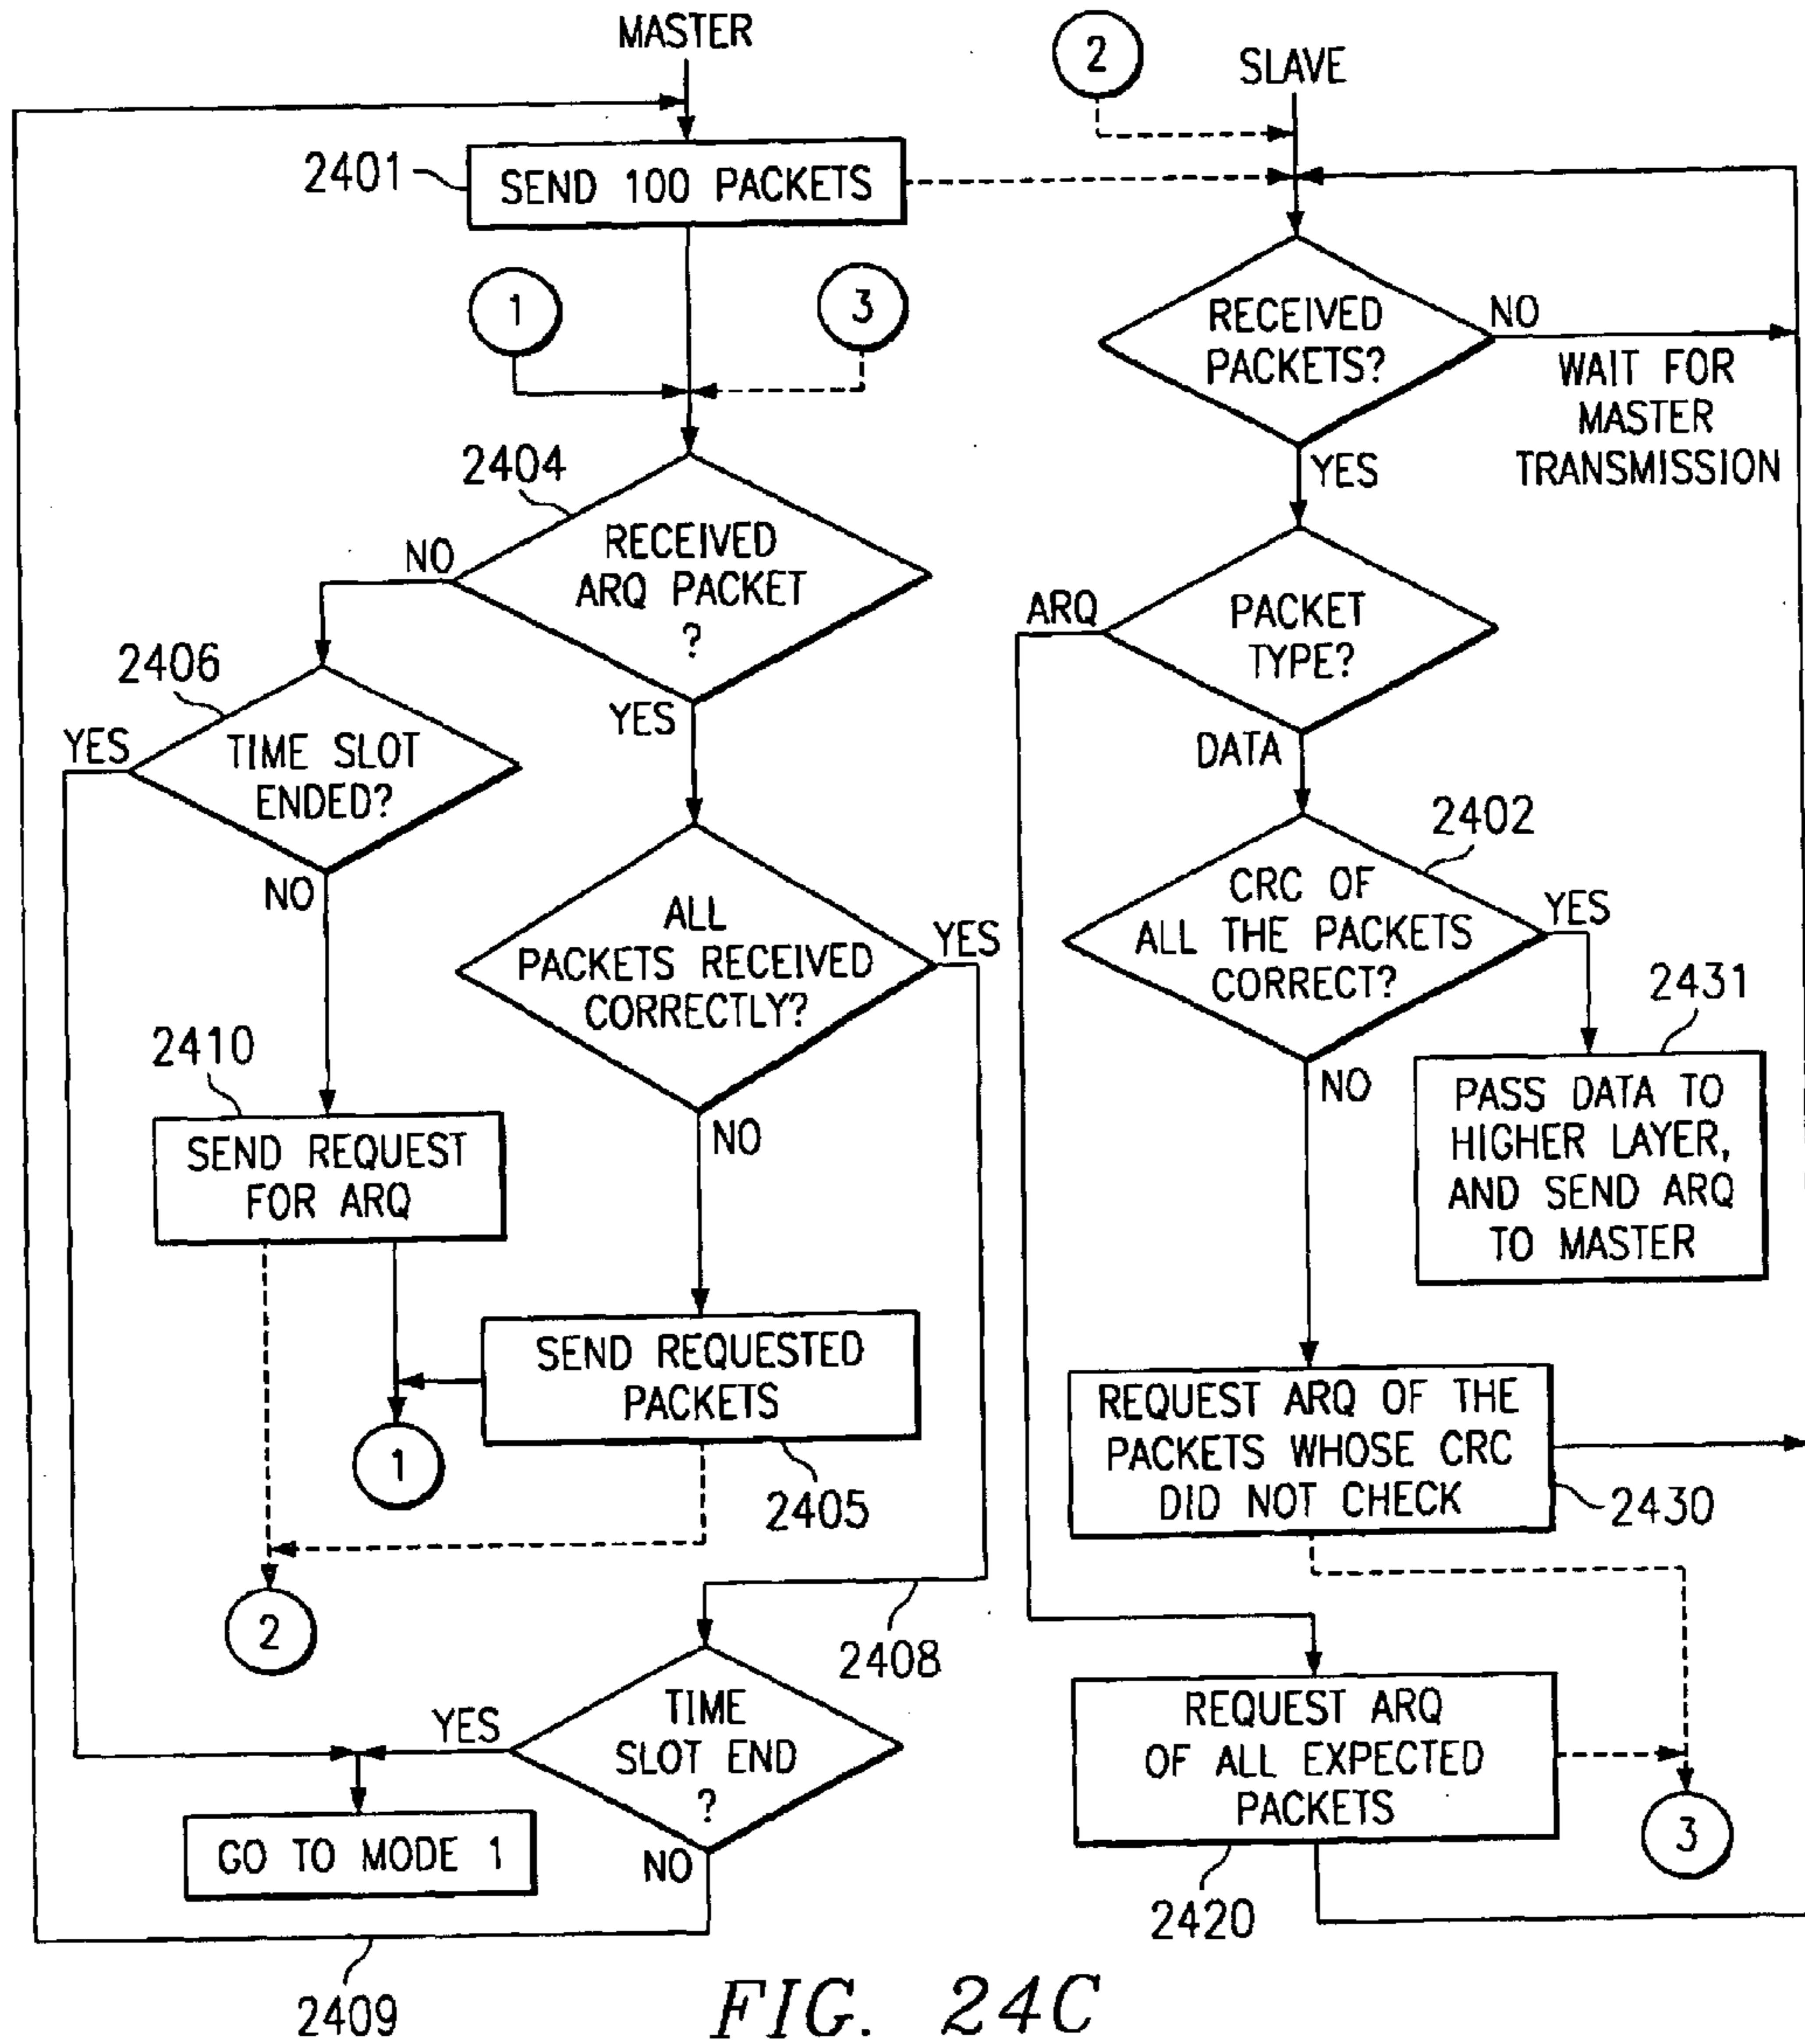 MASTER
2
SLAVE
2401
SEND 100 PACKETS
1
3
RECEIVED
PACKETS?
NO
WAIT FOR
MASTER
TRANSMISSION
YES
2404
RECEIVED
ARQ PACKET
?
NO
YES
ARQ
PACKET
TYPE?
DATA
2406
YES
TIME SLOT
ENDED?
NO
ALL
PACKETS RECEIVED
CORRECTLY?
YES
NO
2402
CRC OF
ALL THE PACKETS
CORRECT?
YES
NO
2431
PASS DATA TO
HIGHER LAYER,
AND SEND ARQ
TO MASTER
2410
SEND REQUEST
FOR ARQ
SEND REQUESTED
PACKETS
1
2405
2
REQUEST ARQ OF THE
PACKETS WHOSE CRC
DID NOT CHECK
2430
2408
TIME
SLOT END
?
YES
NO
GO TO MODE 1
REQUEST ARQ
OF ALL EXPECTED
PACKETS
3
2420
2409
FIG. 24C